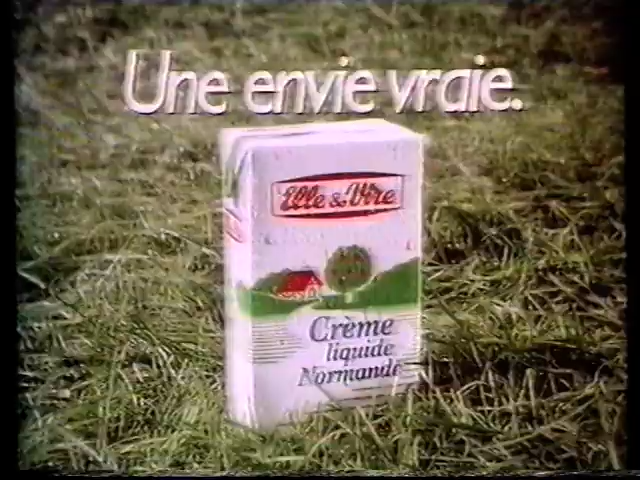 Une envie vraie.
Elle & Vire
Crème
liquide
Normande